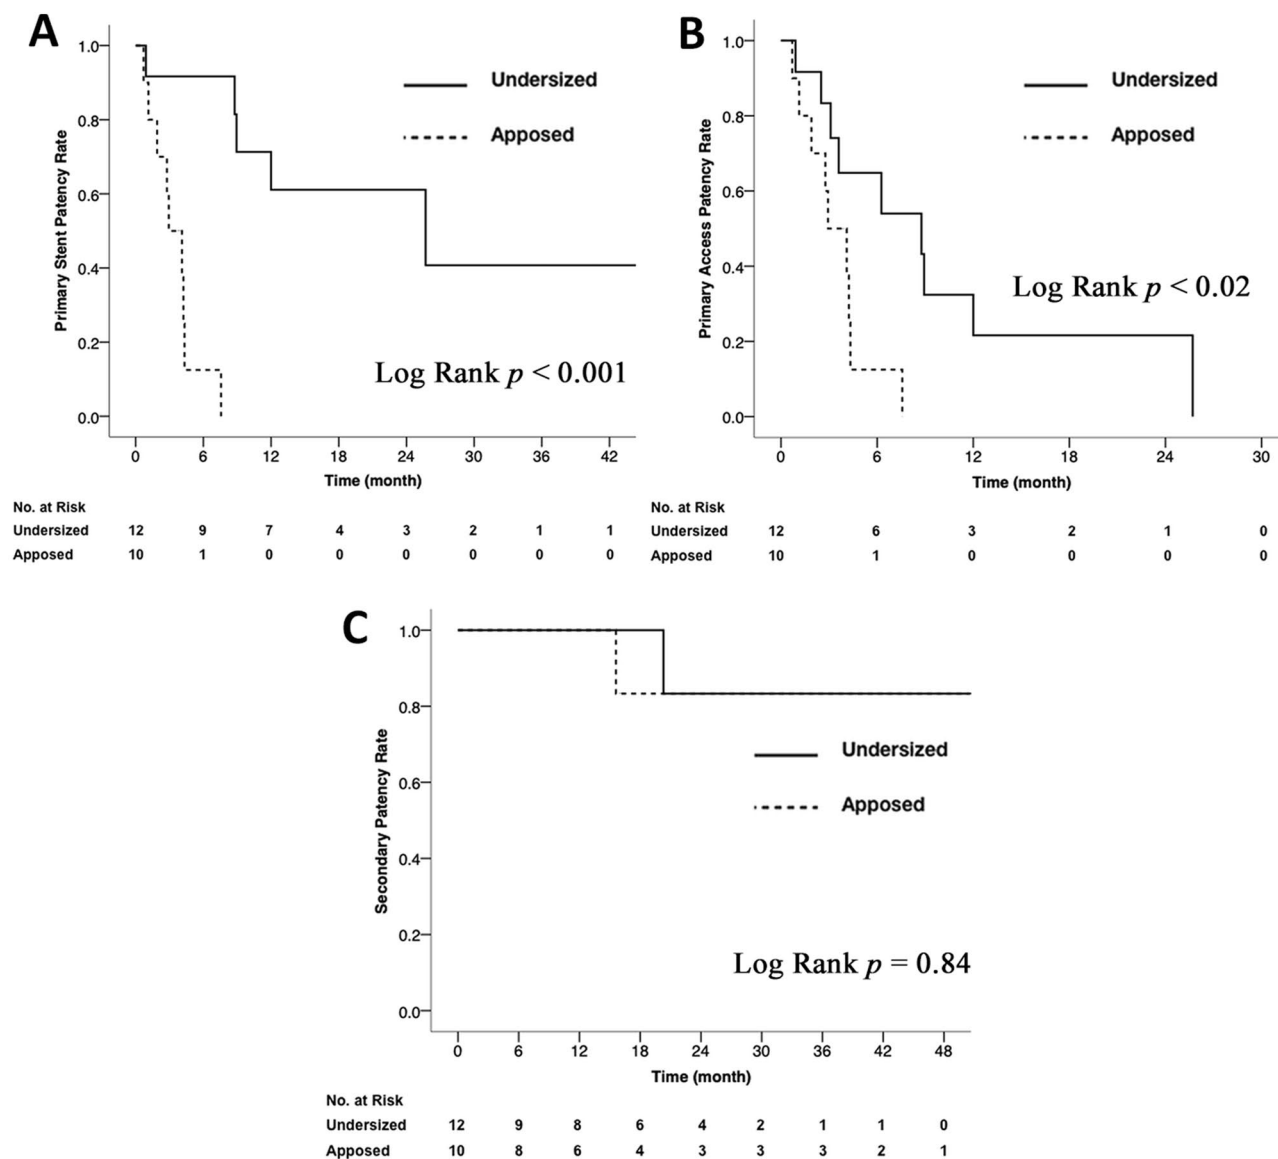 A
Primary Stent Patency Rate
1.0
0.8
0.6
0.4
0.2
0.0
Undersized
Apposed
Log Rank p < 0.001
0 6 12 18 24 30 36 42
Time (month)
No. at Risk
Undersized 12 9 7 4 3 2 1 1
Apposed 10 1 0 0 0 0 0 0
B
Primary Access Patency Rate
1.0
0.8
0.6
0.4
0.2
0.0
Undersized
Apposed
Log Rank p < 0.02
0 6 12 18 24 30
Time (month)
No. at Risk
Undersized 12 6 3 2 1 0
Apposed 10 1 0 0 0 0
C
Secondary Patency Rate
1.0
0.8
0.6
0.4
0.2
0.0
Undersized
Apposed
Log Rank p = 0.84
0 6 12 18 24 30 36 42 48
Time (month)
No. at Risk
Undersized 12 9 8 6 4 2 1 1 0
Apposed 10 8 6 4 3 3 3 2 1